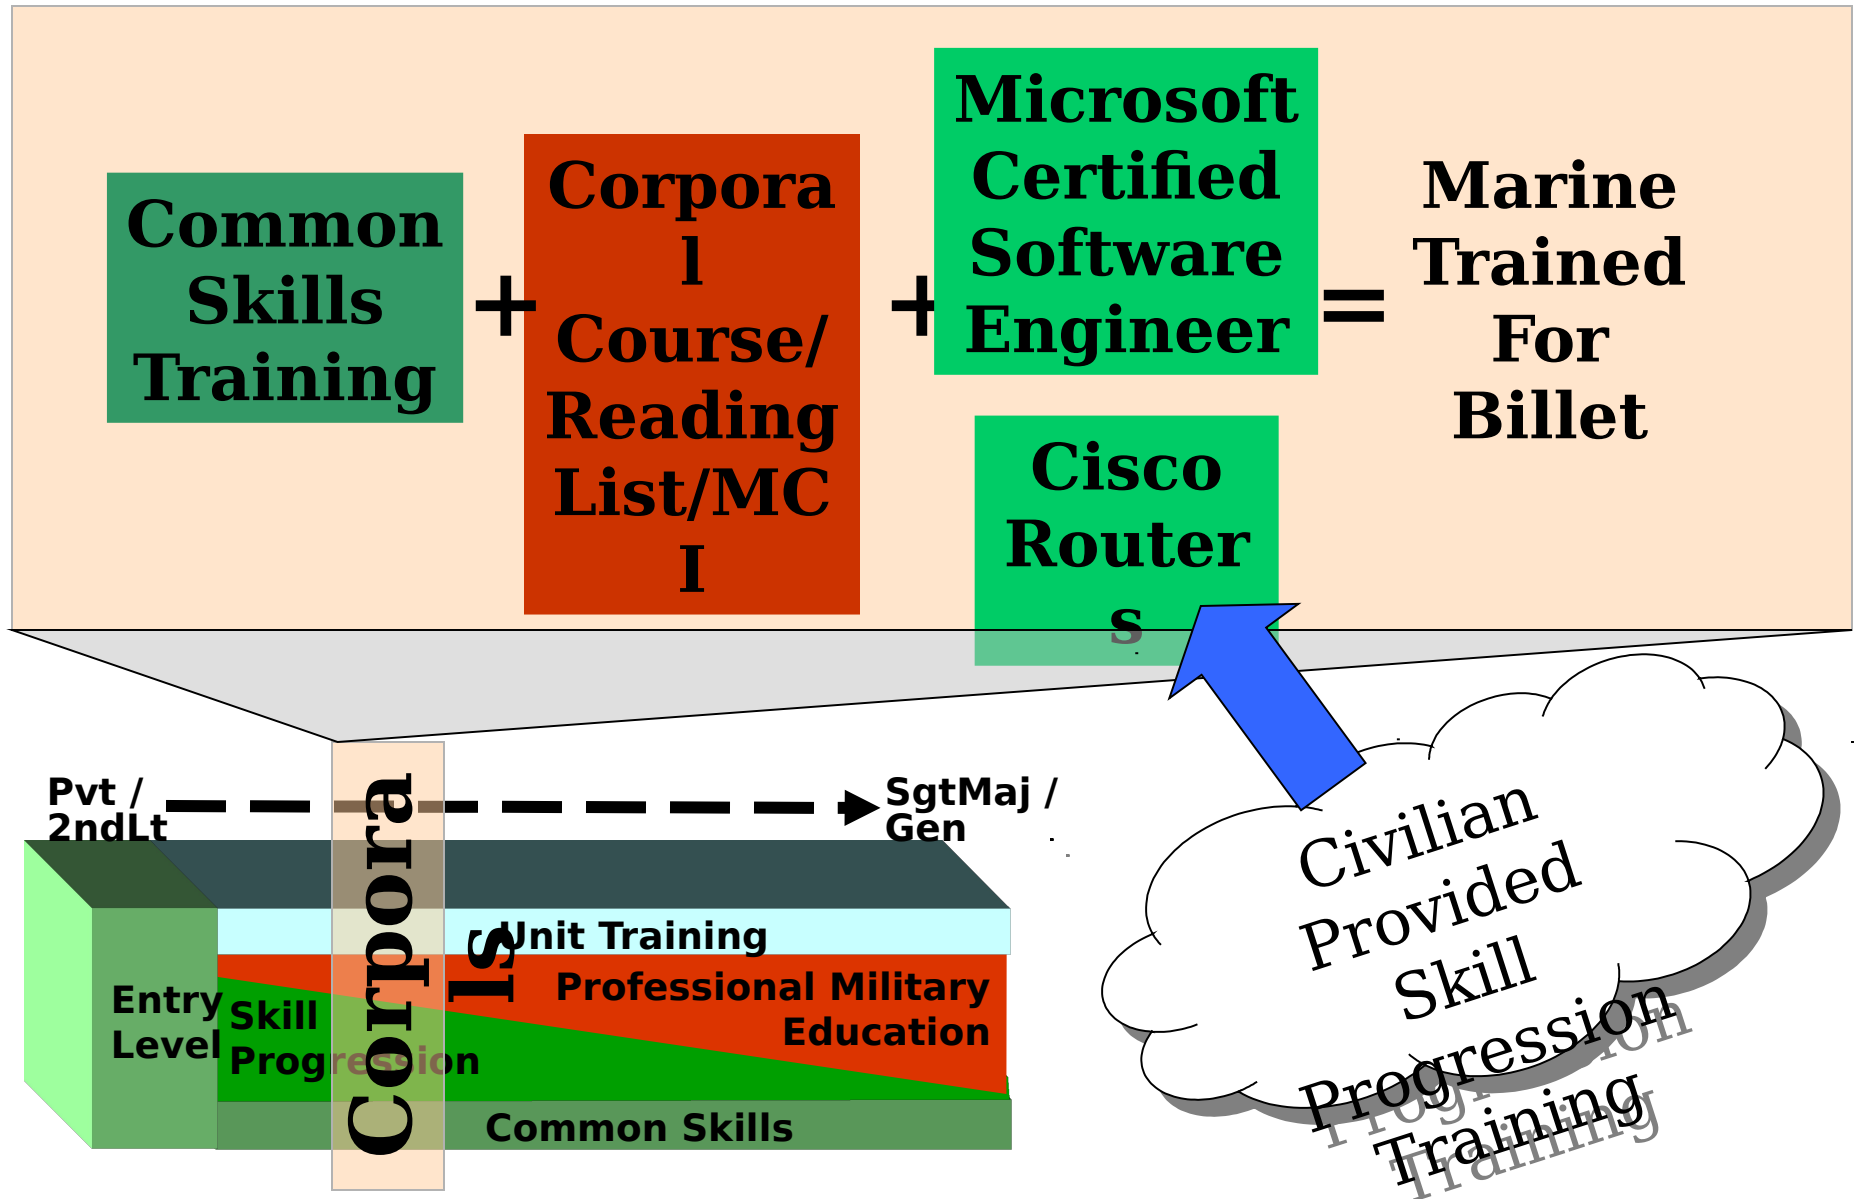 Common
Skills
Training
+
Corpora
l
Course/
Reading
List/MC
I
+
Microsoft
Certified
Software
Engineer
Cisco
Router
s
=
Marine
Trained
For
Billet
Pvt /
2ndLt
SgtMaj /
Gen
Corpora
ls
Unit Training
Professional Military
Education
Entry
Level
Skill
Progression
Common Skills
Civilian
Provided
Skill
Progression
Training